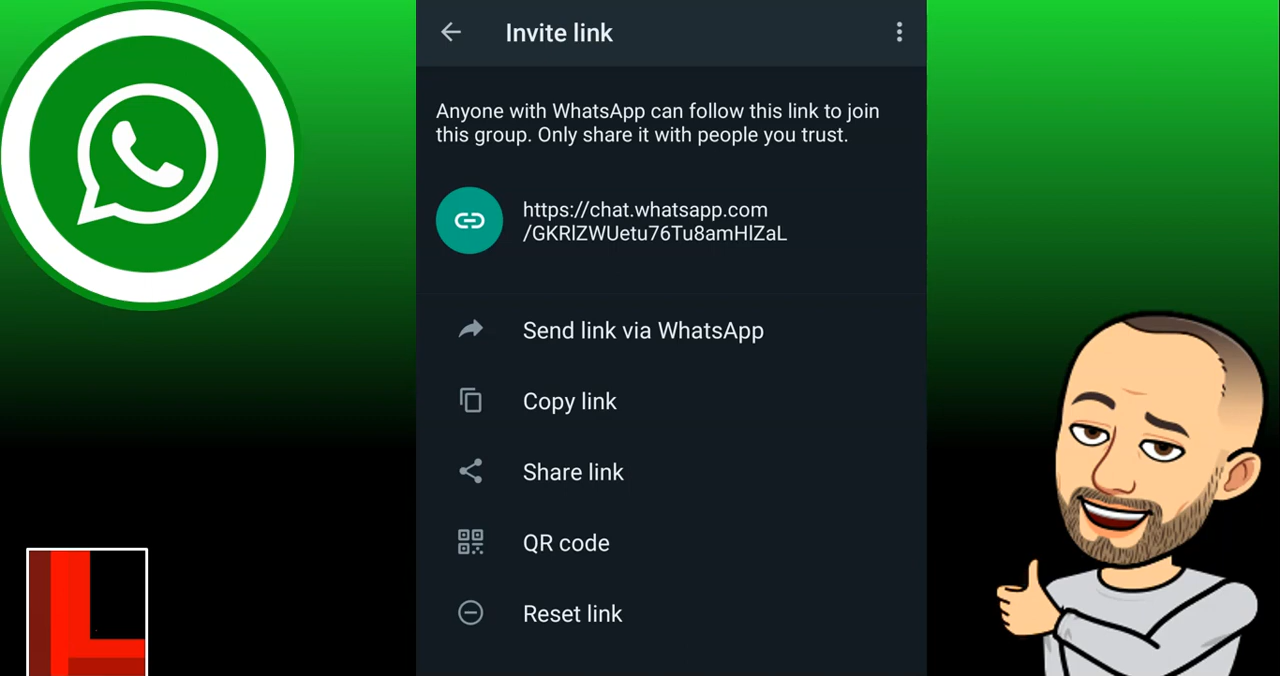 Invite link
Anyone with WhatsApp can follow this link to join
this group. Only share it with people you trust.
https://chat.whatsapp.com
/GKRlZWUetu76Tu8amHlZaL
Send link via WhatsApp
Copy link
Share link
QR code
Reset link